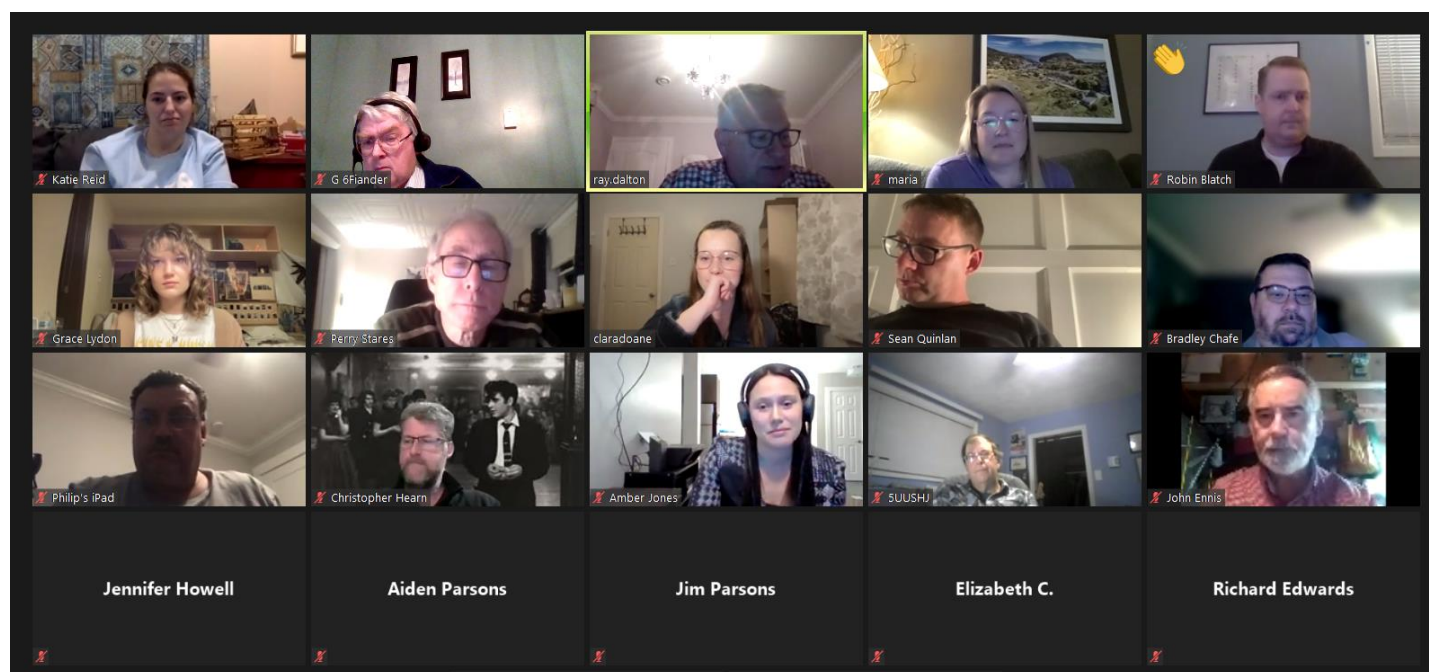 Katie Reid
G 6Fiander
ray.dalton
maria
Robin Blatch
Grace Lydon
Perry Stares
claradoane
Sean Quinlan
Bradley Chafe
Philip's iPad
Christopher Hearn
Amber Jones
5UUSHJ
John Ennis
Jennifer Howell
Aiden Parsons
Jim Parsons
Elizabeth C.
Richard Edwards